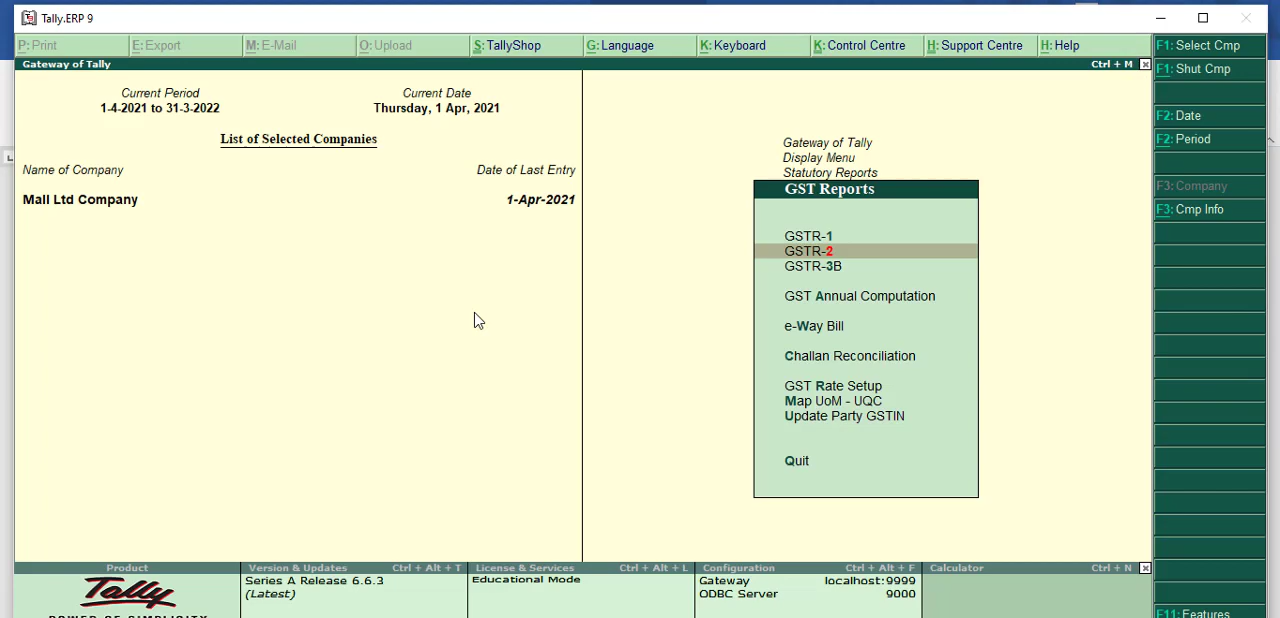 Tally.ERP 9
P: Print
E: Export
M: E-Mail
O: Upload
S: TallyShop
G: Language
K: Keyboard
K: Control Centre
H: Support Centre
H: Help
Gateway of Tally
Ctrl + M
Current Period
1-4-2021 to 31-3-2022
Current Date
Thursday, 1 Apr, 2021
List of Selected Companies
Name of Company
Date of Last Entry
Mall Ltd Company
1-Apr-2021
Gateway of Tally
Display Menu
Statutory Reports
GST Reports
GSTR-1
GSTR-2
GSTR-3B
GST Annual Computation
e-Way Bill
Challan Reconciliation
GST Rate Setup
Map UoM - UQC
Update Party GSTIN
Quit
F1: Select Cmp
F1: Shut Cmp
F2: Date
F2: Period
F3: Company
F3: Cmp Info
F11: Features
Product
Tally
POWER OF SIMPLICITY
Version & Updates
Ctrl + Alt + T
Series A Release 6.6.3
(Latest)
License & Services
Ctrl + Alt + L
Educational Mode
Configuration
Ctrl + Alt + F
Gateway
localhost:9999
ODBC Server
9000
Calculator
Ctrl + N